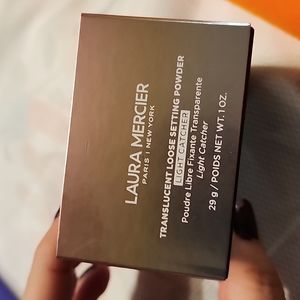 LAURA MERCIER
PARIS | NEW YORK
TRANSLUCENT LOOSE SETTING POWDER
LIGHT CATCHER
Poudre Libre Fixante Transparente
Light Catcher
29 g / POIDS NET WT. 1 OZ.